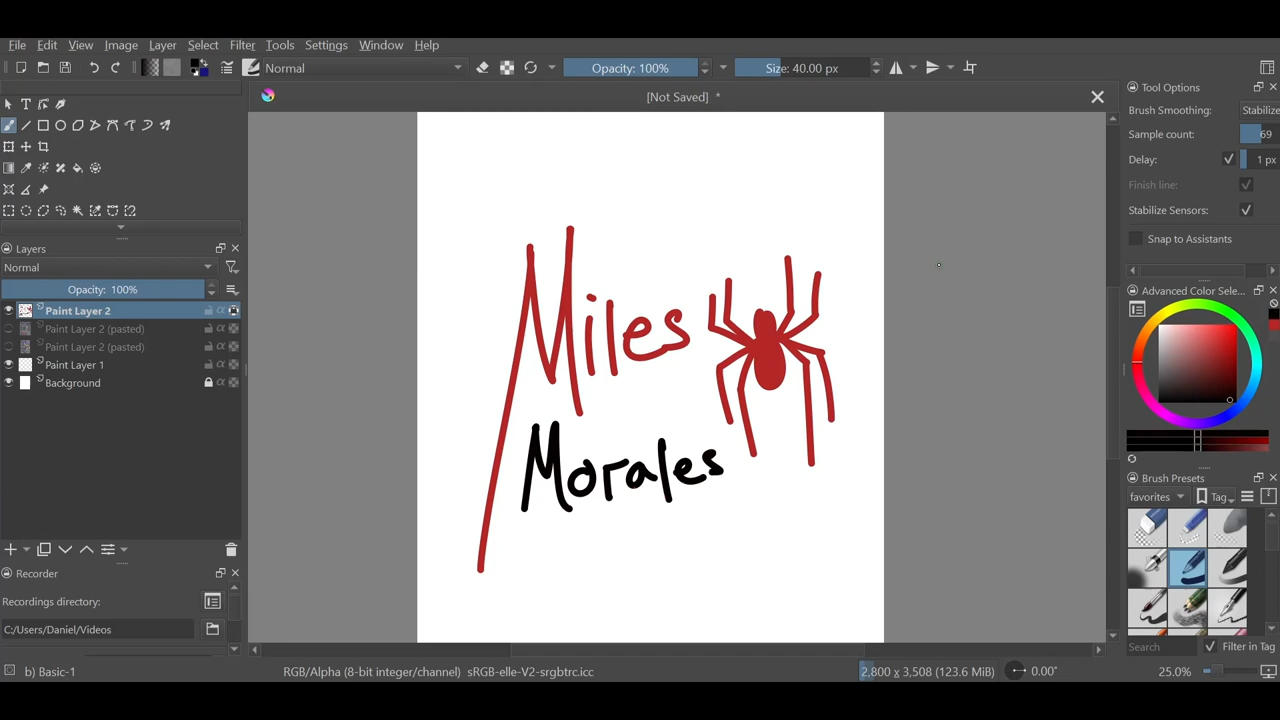 File Edit View Image Layer Select Filter Tools Settings Window Help
Normal Opacity: 100% Size: 40.00 px
[Not Saved] *
Tool Options
Brush Smoothing: Stabilize
Sample count: 69
Delay: 1 px
Finish line:
Stabilize Sensors:
Snap to Assistants
Layers
Normal
Opacity: 100%
Paint Layer 2
Paint Layer 2 (pasted)
Paint Layer 2 (pasted)
Paint Layer 1
Background
Miles
Morales
Advanced Color Selec...
Brush Presets
favorites Tag
Search Filter in Tag
Recorder
Recordings directory:
C:/Users/Daniel/Videos
b) Basic-1 RGB/Alpha (8-bit integer/channel) sRGB-elle-V2-srgbtrc.icc 2,800 x 3,508 (123.6 MiB) 0.00° 25.0%